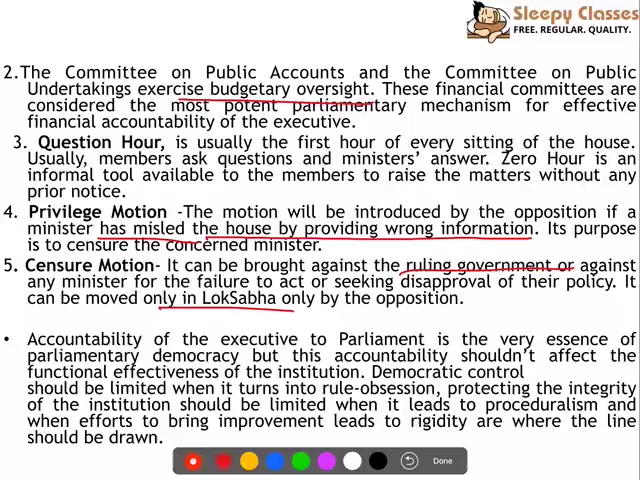 Sleepy Classes
FREE. REGULAR. QUALITY.
2.The Committee on Public Accounts and the Committee on Public
Undertakings exercise budgetary oversight. These financial committees are
considered the most potent parliamentary mechanism for effective
financial accountability of the executive.
3. Question Hour, is usually the first hour of every sitting of the house.
Usually, members ask questions and ministers’ answer. Zero Hour is an
informal tool available to the members to raise the matters without any
prior notice.
4. Privilege Motion -The motion will be introduced by the opposition if a
minister has misled the house by providing wrong information. Its purpose
is to censure the concerned minister.
5. Censure Motion- It can be brought against the ruling government or against
any minister for the failure to act or seeking disapproval of their policy. It
can be moved only in LokSabha only by the opposition.
• Accountability of the executive to Parliament is the very essence of
parliamentary democracy but this accountability shouldn’t affect the
functional effectiveness of the institution. Democratic control
should be limited when it turns into rule-obsession, protecting the integrity
of the institution should be limited when it leads to proceduralism and
when efforts to bring improvement leads to rigidity are where the line
should be drawn.
Done